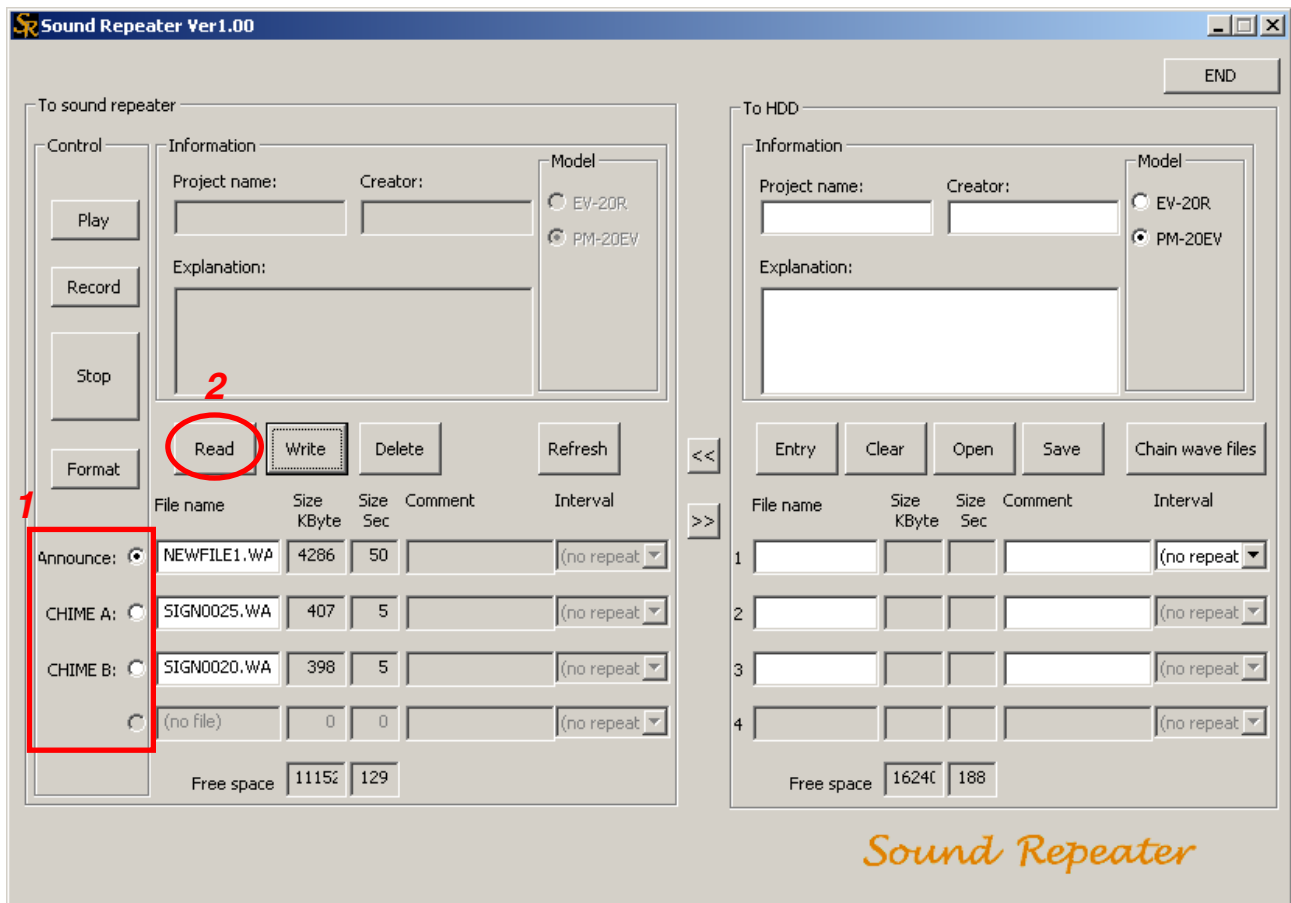 Sound Repeater Ver1.00
END
To sound repeater
Control
Play
Record
Stop
Format
Information
Project name: Creator:
Explanation:
Model
EV-20R
PM-20EV
2
Read Write Delete Refresh
1
File name Size KByte Size Sec Comment Interval
Announce: NEWFILE1.WA 4286 50 (no repeat
CHIME A: SIGN0025.WA 407 5 (no repeat
CHIME B: SIGN0020.WA 398 5 (no repeat
(no file) 0 0 (no repeat
Free space 11152 129
<<
>>
To HDD
Information
Project name: Creator:
Explanation:
Model
EV-20R
PM-20EV
Entry Clear Open Save Chain wave files
File name Size KByte Size Sec Comment Interval
1 (no repeat
2 (no repeat
3 (no repeat
4 (no repeat
Free space 1624 188
Sound Repeater